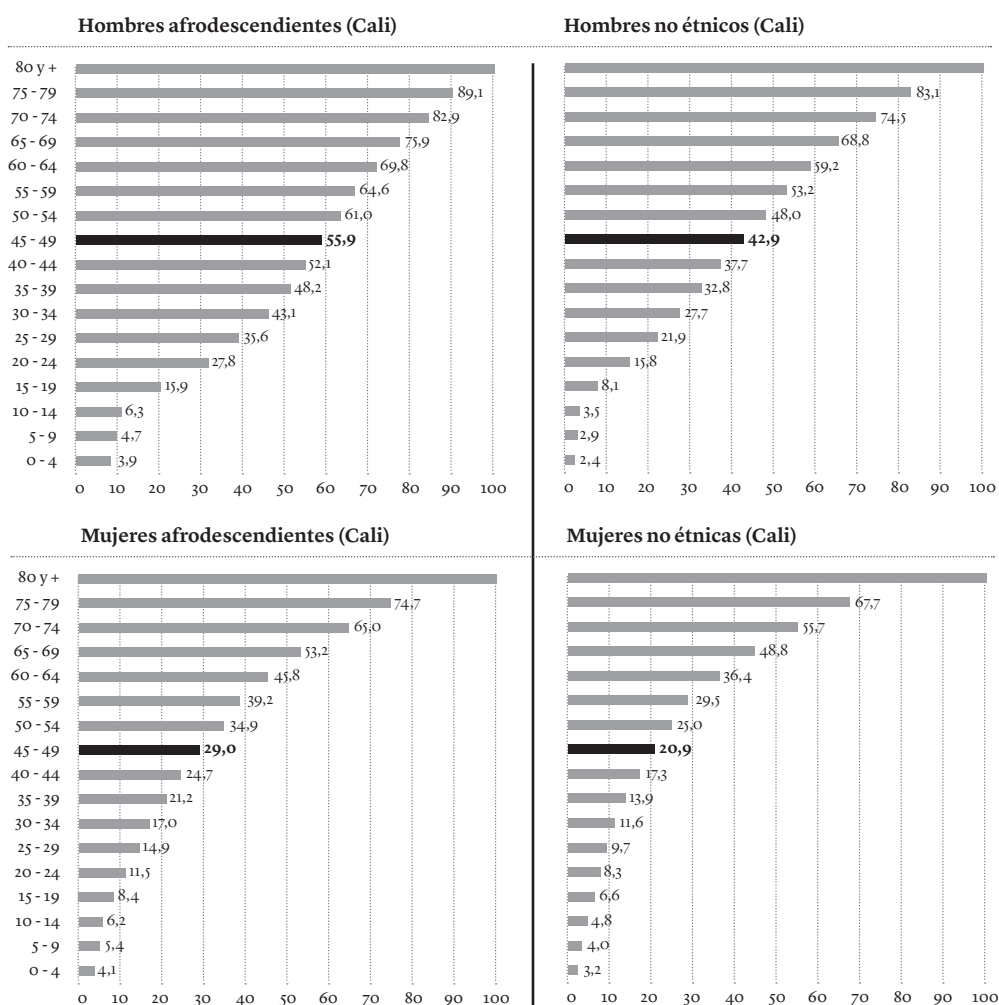 Hombres afrodescendientes (Cali)
80 y +
75 - 79 89,1
70 - 74 82,9
65 - 69 75,9
60 - 64 69,8
55 - 59 64,6
50 - 54 61,0
45 - 49 55,9
40 - 44 52,1
35 - 39 48,2
30 - 34 43,1
25 - 29 35,6
20 - 24 27,8
15 - 19 15,9
10 - 14 6,3
5 - 9 4,7
0 - 4 3,9
0 10 20 30 40 50 60 70 80 90 100
Hombres no étnicos (Cali)
83,1
74,5
68,8
59,2
53,2
48,0
42,9
37,7
32,8
27,7
21,9
15,8
8,1
3,5
2,9
2,4
0 10 20 30 40 50 60 70 80 90 100
Mujeres afrodescendientes (Cali)
80 y +
75 - 79 74,7
70 - 74 65,0
65 - 69 53,2
60 - 64 45,8
55 - 59 39,2
50 - 54 34,9
45 - 49 29,0
40 - 44 24,7
35 - 39 21,2
30 - 34 17,0
25 - 29 14,9
20 - 24 11,5
15 - 19 8,4
10 - 14 6,2
5 - 9 5,4
0 - 4 4,1
0 10 20 30 40 50 60 70 80 90 100
Mujeres no étnicas (Cali)
67,7
55,7
48,8
36,4
29,5
25,0
20,9
17,3
13,9
11,6
9,7
8,3
6,6
4,8
4,0
3,2
0 10 20 30 40 50 60 70 80 90 100